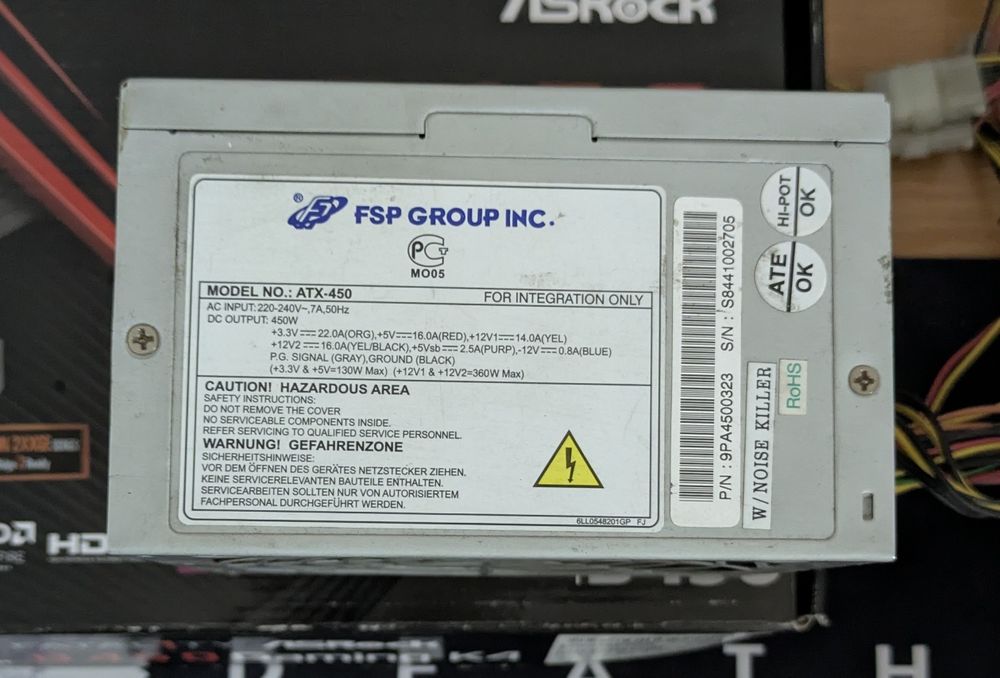 ASRock
® FSP GROUP INC.
PG
MO05
MODEL NO.: ATX-450 FOR INTEGRATION ONLY
AC INPUT: 220-240V~,7A,50Hz
DC OUTPUT: 450W
+3.3V⎓22.0A(ORG),+5V⎓16.0A(RED),+12V1⎓14.0A(YEL)
+12V2⎓16.0A(YEL/BLACK),+5Vsb⎓2.5A(PURP),-12V⎓0.8A(BLUE)
P.G. SIGNAL (GRAY),GROUND (BLACK)
(+3.3V & +5V=130W Max) (+12V1 & +12V2=360W Max)
CAUTION! HAZARDOUS AREA
SAFETY INSTRUCTIONS:
DO NOT REMOVE THE COVER
NO SERVICEABLE COMPONENTS INSIDE.
REFER SERVICING TO QUALIFIED SERVICE PERSONNEL.
WARNUNG! GEFAHRENZONE
SICHERHEITSHINWEISE:
VOR DEM ÖFFNEN DES GERÄTES NETZSTECKER ZIEHEN.
KEINE SERVICERELEVANTEN BAUTEILE ENTHALTEN.
SERVICEARBEITEN SOLLTEN NUR VON AUTORISIERTEM
FACHPERSONAL DURCHGEFÜHRT WERDEN.
6LL0548201GP FJ
P/N : 9PA4500323 S/N : S8441002705
HI-POT
OK
ATE
OK
W/NOISE KILLER
RoHS
HD
Gaming K4
D E A T H